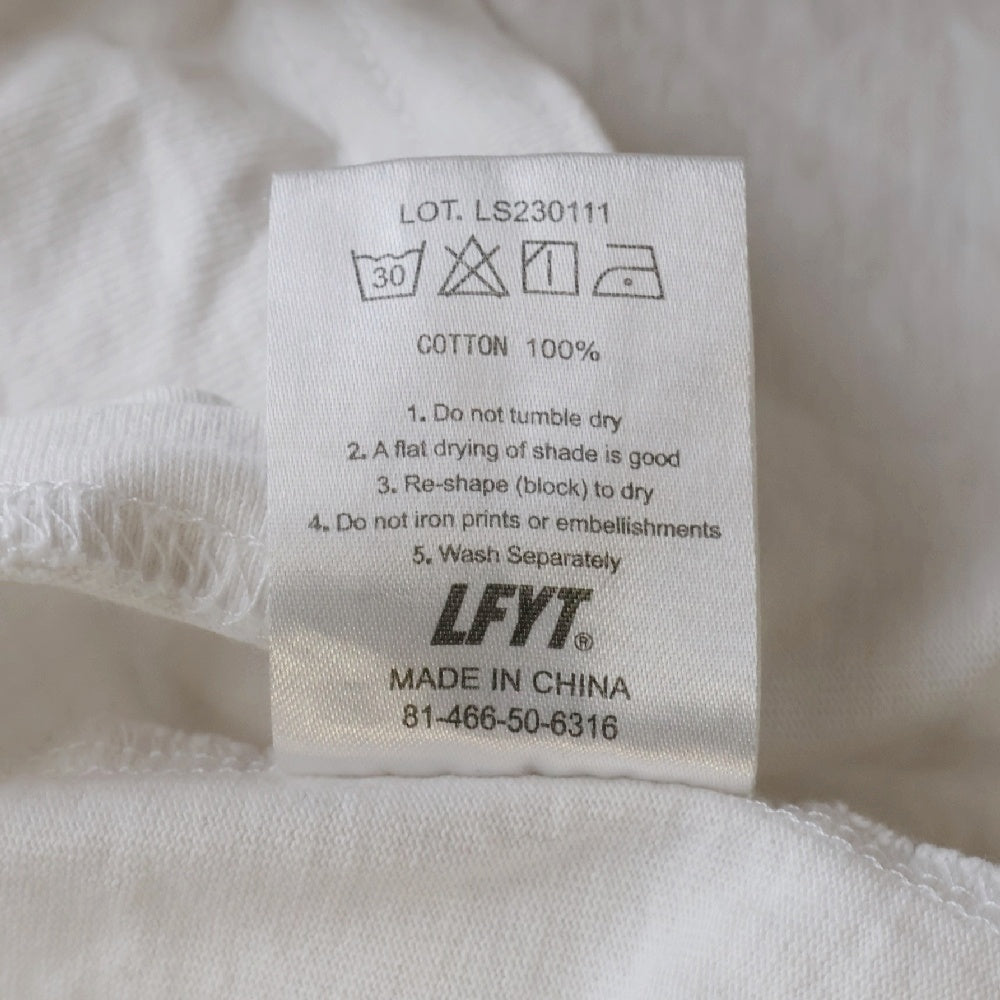 LOT. LS230111
30
COTTON 100%
1. Do not tumble dry
2. A flat drying of shade is good
3. Re-shape (block) to dry
4. Do not iron prints or embellishments
5. Wash Separately
LFYT®
MADE IN CHINA
81-466-50-6316